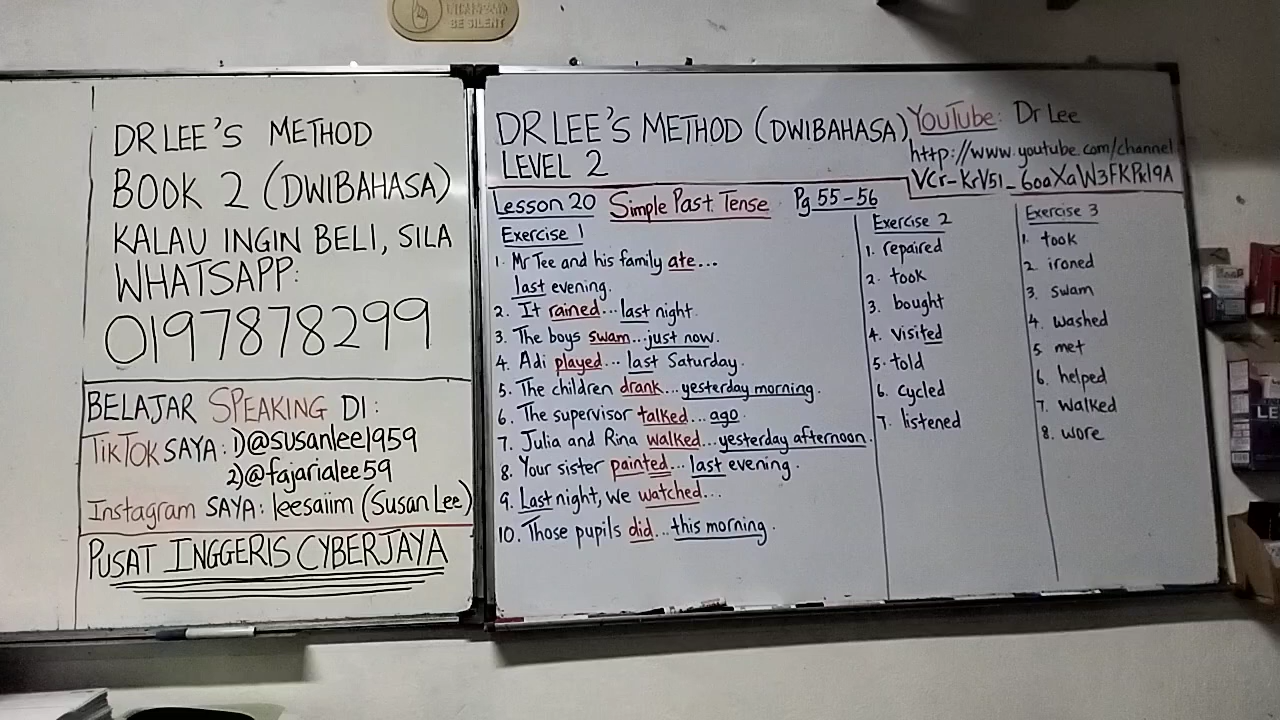 BE SILENT
DR LEE'S METHOD
BOOK 2 (DWIBAHASA)
KALAU INGIN BELI, SILA
WHATSAPP:
0197878299
BELAJAR SPEAKING DI:
TIKTOK SAYA: 1)@susanlee1959
2)@fajarialee59
Instagram SAYA: leesaiim (Susan Lee)
PUSAT INGGERIS CYBERJAYA
DR LEE'S METHOD (DWIBAHASA)
LEVEL 2
YouTube: Dr Lee
http://www.youtube.com/channel
VCr-KrV51_6oaXaW3FKPkl9A
Lesson 20 Simple Past Tense Pg 55-56
Exercise 1
1. Mr Tee and his family ate...
last evening.
2. It rained... last night.
3. The boys swam... just now.
4. Adi played... last Saturday.
5. The children drank... yesterday morning.
6. The supervisor talked... ago.
7. Julia and Rina walked... yesterday afternoon.
8. Your sister painted... last evening.
9. Last night, we watched...
10. Those pupils did... this morning.
Exercise 2
1. repaired
2. took
3. bought
4. visited
5. told
6. cycled
7. listened
Exercise 3
1. took
2. ironed
3. swam
4. washed
5. met
6. helped
7. walked
8. wore